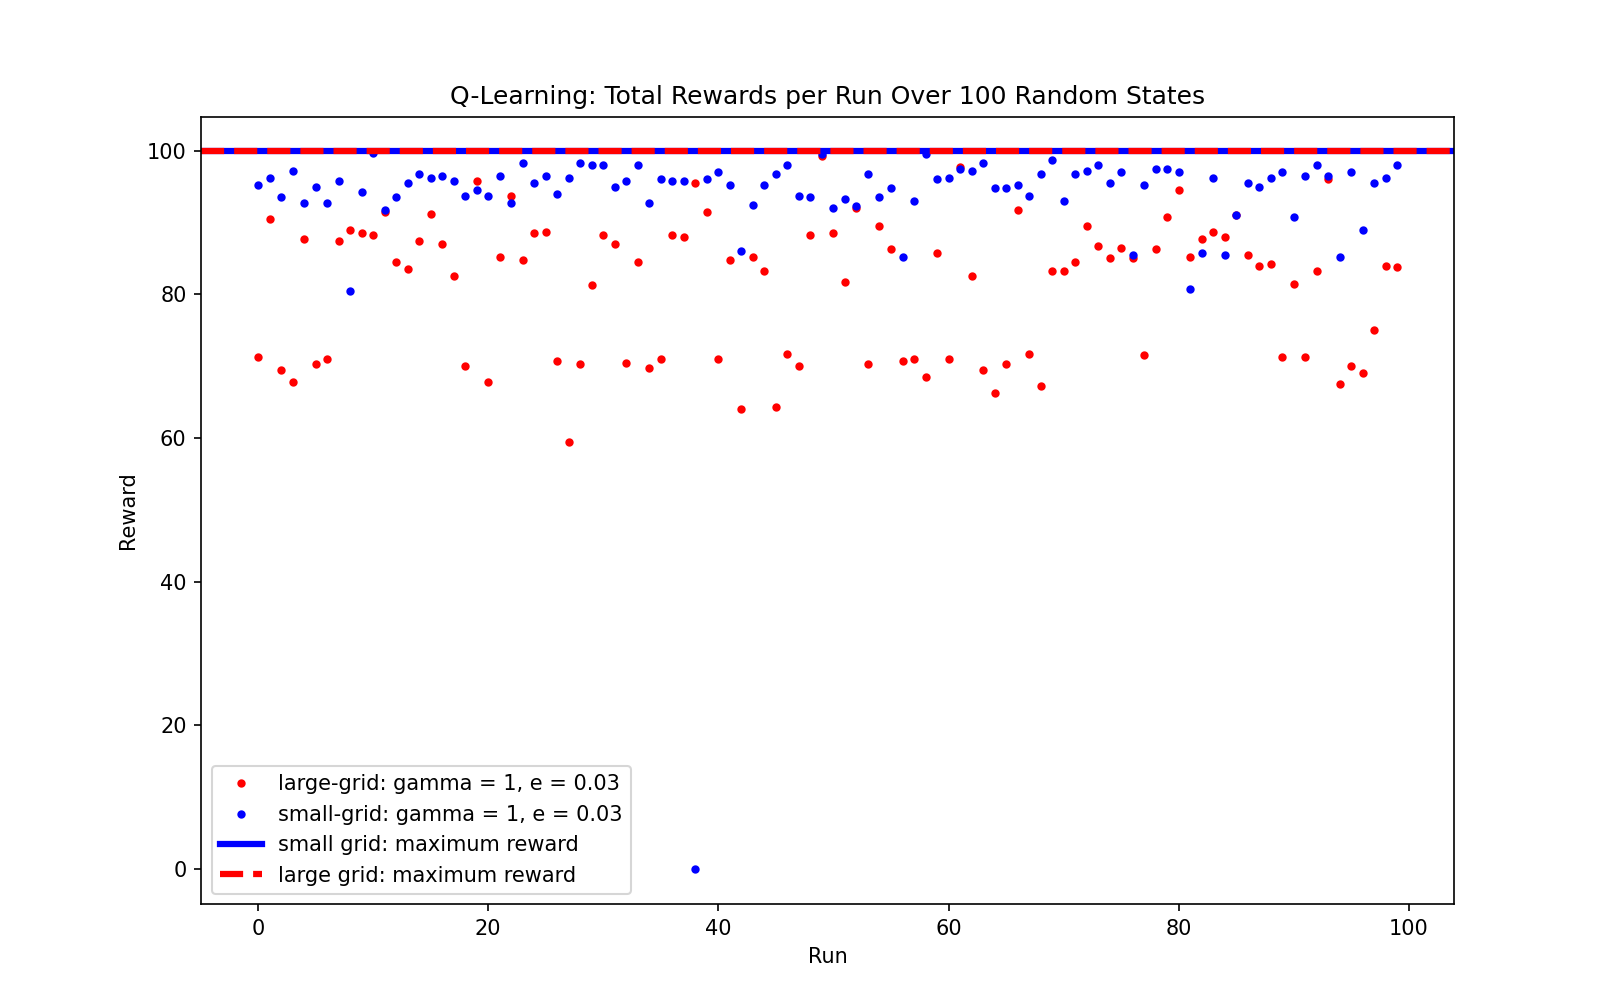 Q-Learning: Total Rewards per Run Over 100 Random States
100
80
60
40
20
0
Reward
large-grid: gamma = 1, e = 0.03
small-grid: gamma = 1, e = 0.03
small grid: maximum reward
large grid: maximum reward
0 20 40 60 80 100
Run